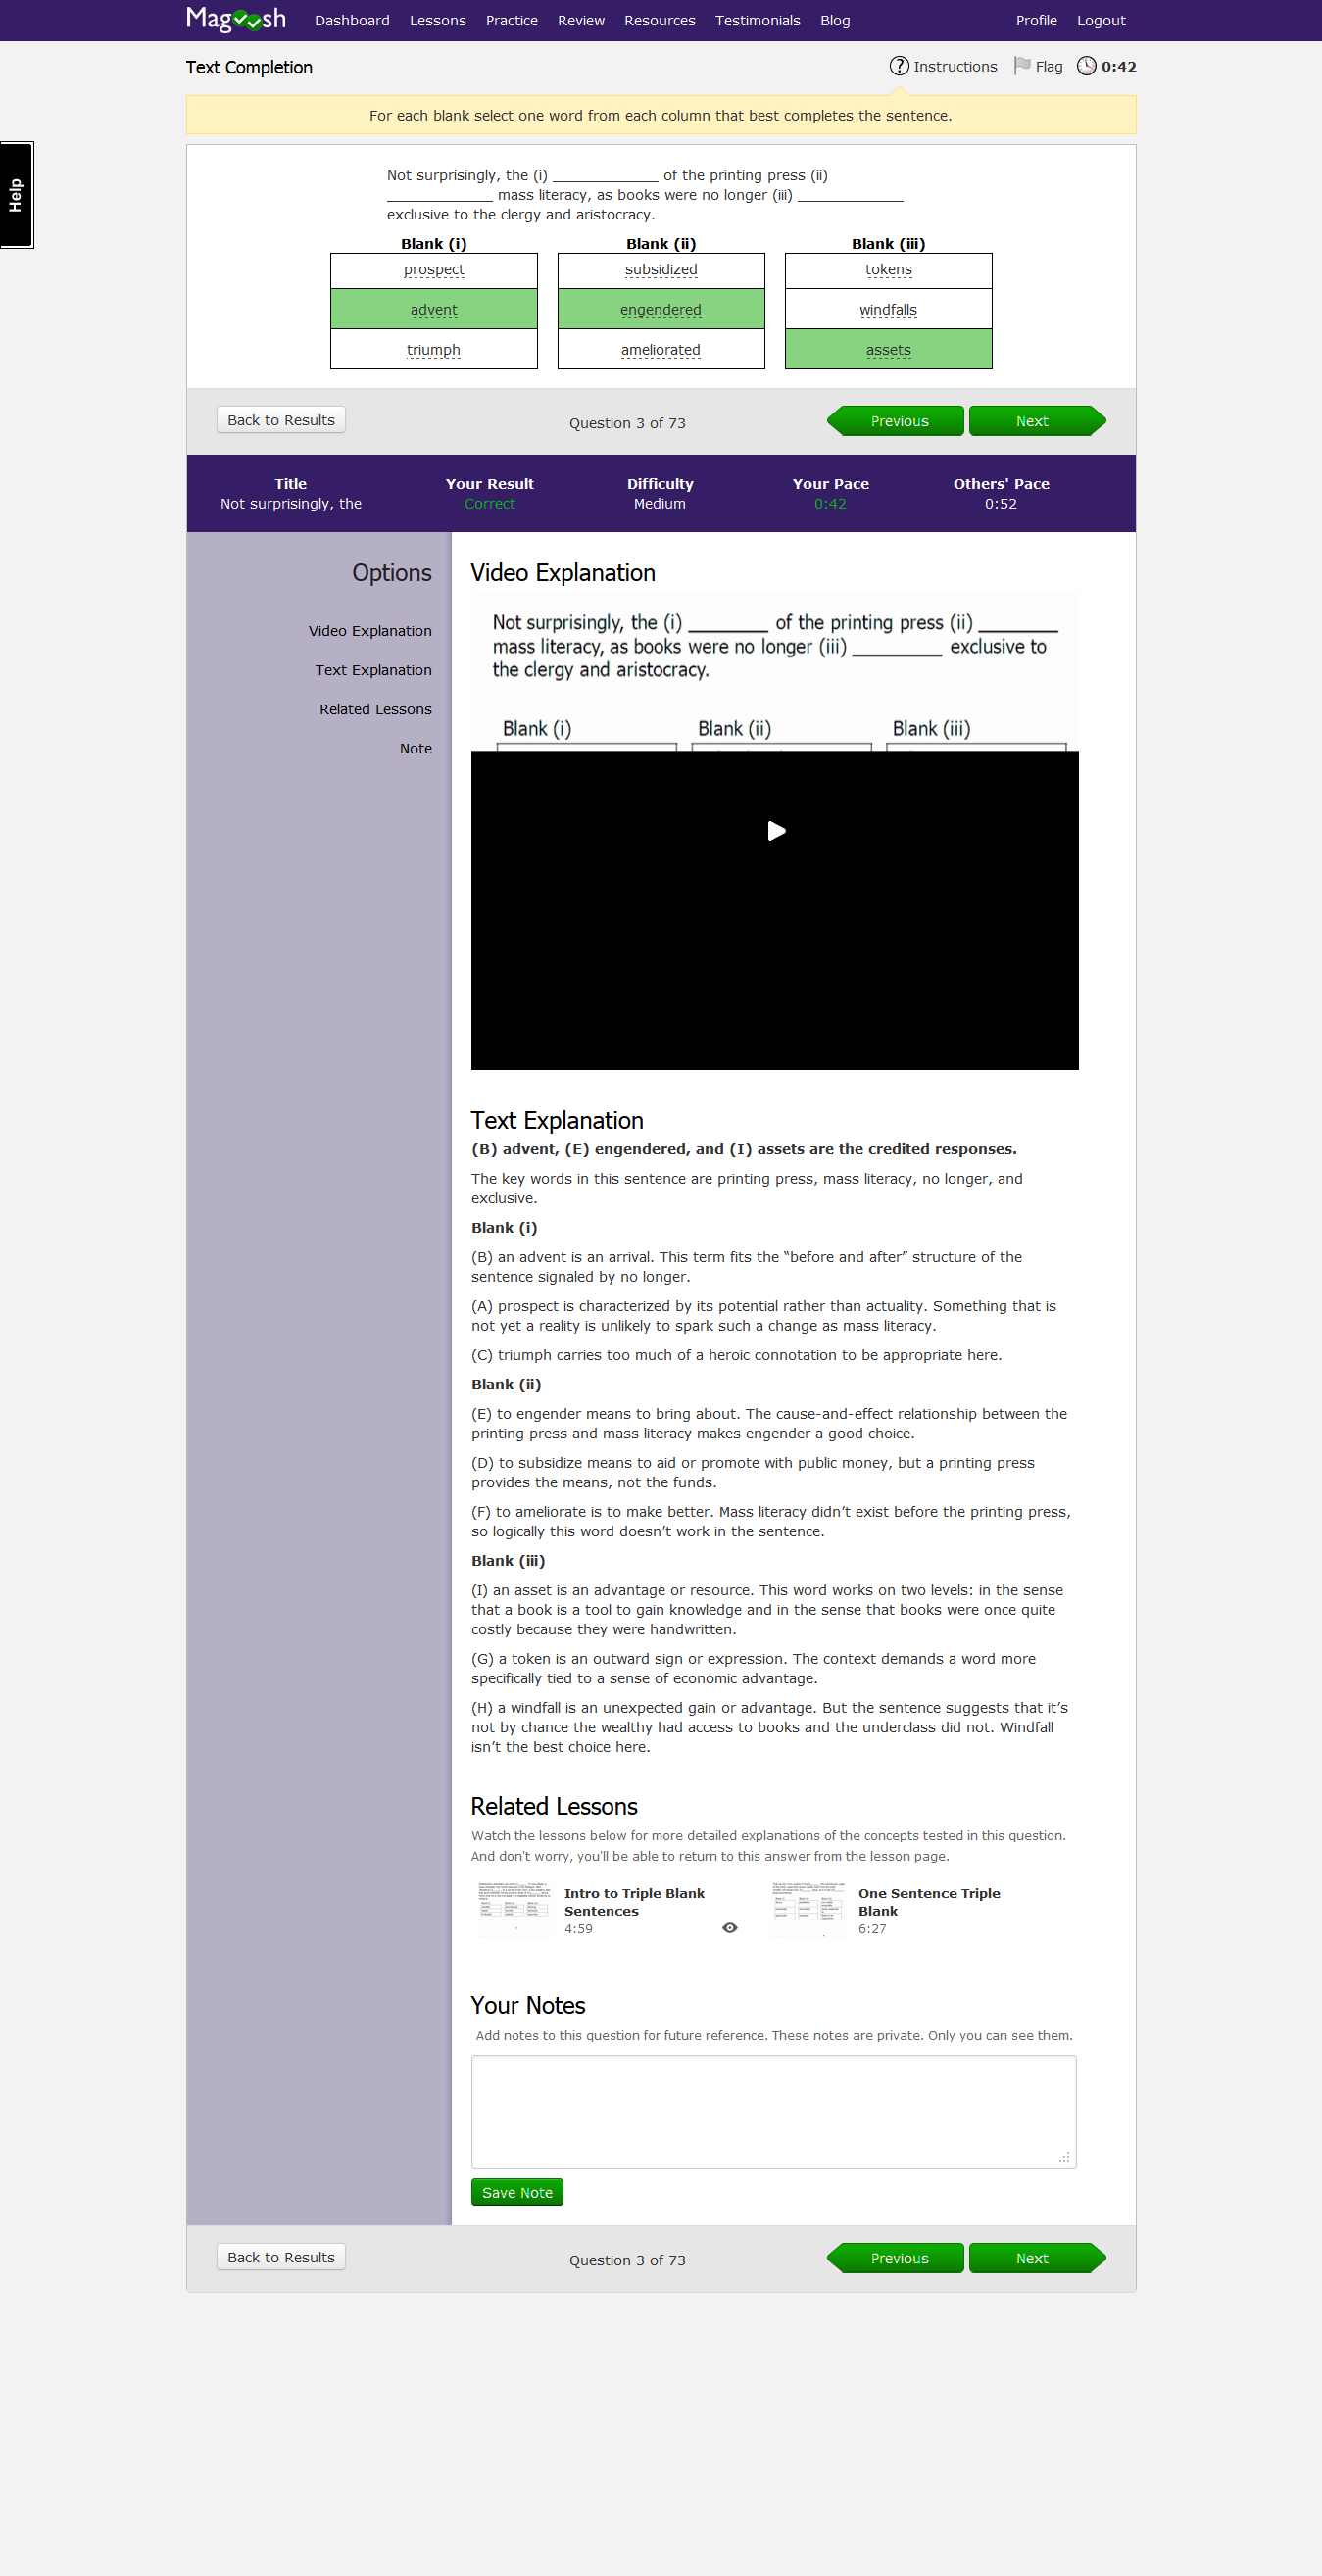 Magoosh
Dashboard
Lessons
Practice
Review
Resources
Testimonials
Blog
Profile
Logout
Text Completion
Instructions
Flag
0:42
For each blank select one word from each column that best completes the sentence.
Help
Not surprisingly, the (i) ______________ of the printing press (ii)
______________ mass literacy, as books were no longer (iii) ______________
exclusive to the clergy and aristocracy.
Blank (i)
Blank (ii)
Blank (iii)
prospect
subsidized
tokens
advent
engendered
windfalls
triumph
ameliorated
assets
Back to Results
Question 3 of 73
Previous
Next
Title
Your Result
Difficulty
Your Pace
Others' Pace
Not surprisingly, the
Correct
Medium
0:42
0:52
Options
Video Explanation
Text Explanation
Related Lessons
Note
Video Explanation
Not surprisingly, the (i) ________ of the printing press (ii) ________
mass literacy, as books were no longer (iii) _________ exclusive to
the clergy and aristocracy.
Blank (i)
Blank (ii)
Blank (iii)
Text Explanation
(B) advent, (E) engendered, and (I) assets are the credited responses.
The key words in this sentence are printing press, mass literacy, no longer, and
exclusive.
Blank (i)
(B) an advent is an arrival. This term fits the “before and after” structure of the
sentence signaled by no longer.
(A) prospect is characterized by its potential rather than actuality. Something that is
not yet a reality is unlikely to spark such a change as mass literacy.
(C) triumph carries too much of a heroic connotation to be appropriate here.
Blank (ii)
(E) to engender means to bring about. The cause-and-effect relationship between the
printing press and mass literacy makes engender a good choice.
(D) to subsidize means to aid or promote with public money, but a printing press
provides the means, not the funds.
(F) to ameliorate is to make better. Mass literacy didn’t exist before the printing press,
so logically this word doesn’t work in the sentence.
Blank (iii)
(I) an asset is an advantage or resource. This word works on two levels: in the sense
that a book is a tool to gain knowledge and in the sense that books were once quite
costly because they were handwritten.
(G) a token is an outward sign or expression. The context demands a word more
specifically tied to a sense of economic advantage.
(H) a windfall is an unexpected gain or advantage. But the sentence suggests that it’s
not by chance the wealthy had access to books and the underclass did not. Windfall
isn’t the best choice here.
Related Lessons
Watch the lessons below for more detailed explanations of the concepts tested in this question.
And don't worry, you'll be able to return to this answer from the lesson page.
Intro to Triple Blank
Sentences
4:59
One Sentence Triple
Blank
6:27
Your Notes
Add notes to this question for future reference. These notes are private. Only you can see them.
Save Note
Back to Results
Question 3 of 73
Previous
Next